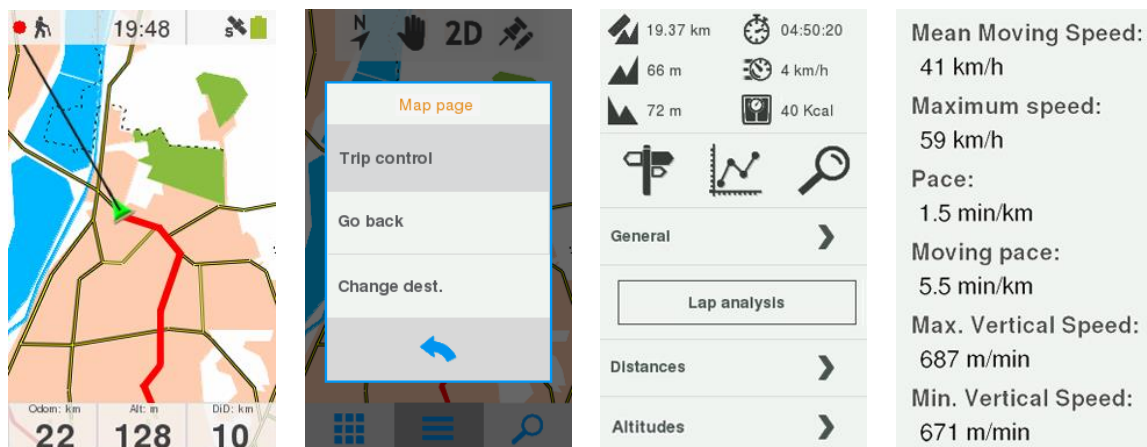 19:48
S
Odom: km
Alt: m
DiD: km
22
128
10
N
2D
Map page
Trip control
Go back
Change dest.
19.37 km
04:50:20
66 m
4 km/h
72 m
40 Kcal
General
Lap analysis
Distances
Altitudes
Mean Moving Speed:
41 km/h
Maximum speed:
59 km/h
Pace:
1.5 min/km
Moving pace:
5.5 min/km
Max. Vertical Speed:
687 m/min
Min. Vertical Speed:
671 m/min